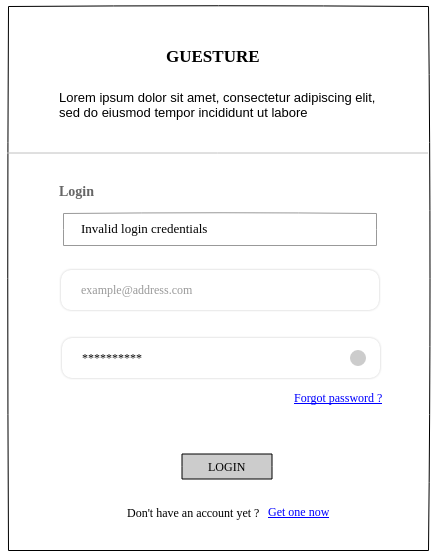 GUESTURE
Lorem ipsum dolor sit amet, consectetur adipiscing elit,
sed do eiusmod tempor incididunt ut labore
Login
Invalid login credentials
example@address.com
**********
Forgot password ?
LOGIN
Don't have an account yet ? Get one now